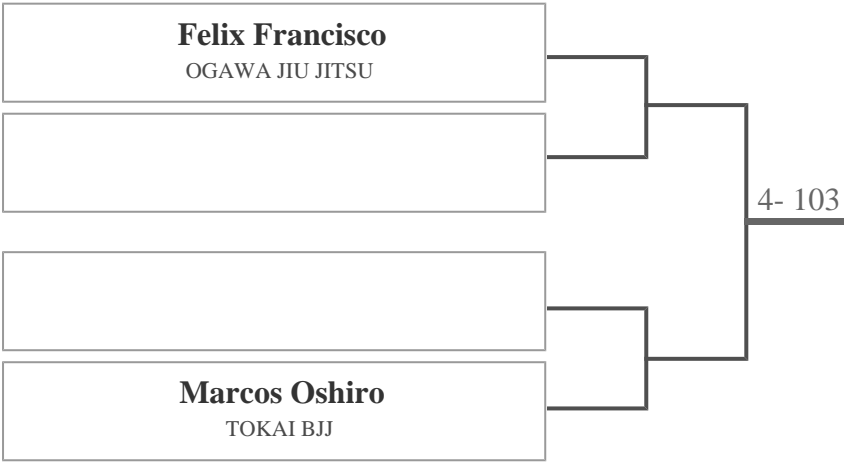 Felix Francisco
OGAWA JIU JITSU
4- 103
Marcos Oshiro
TOKAI BJJ